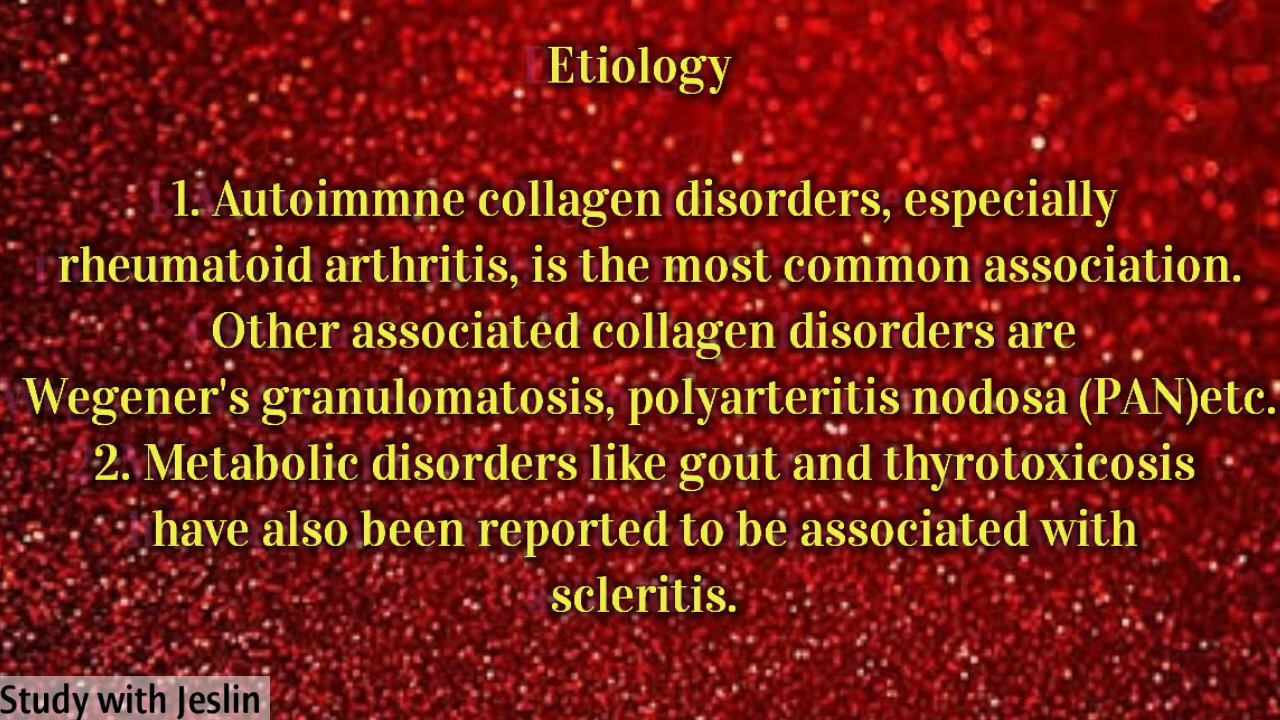 Etiology
1. Autoimmne collagen disorders, especially
rheumatoid arthritis, is the most common association.
Other associated collagen disorders are
Wegener's granulomatosis, polyarteritis nodosa (PAN)etc.
2. Metabolic disorders like gout and thyrotoxicosis
have also been reported to be associated with
scleritis.
Study with Jeslin